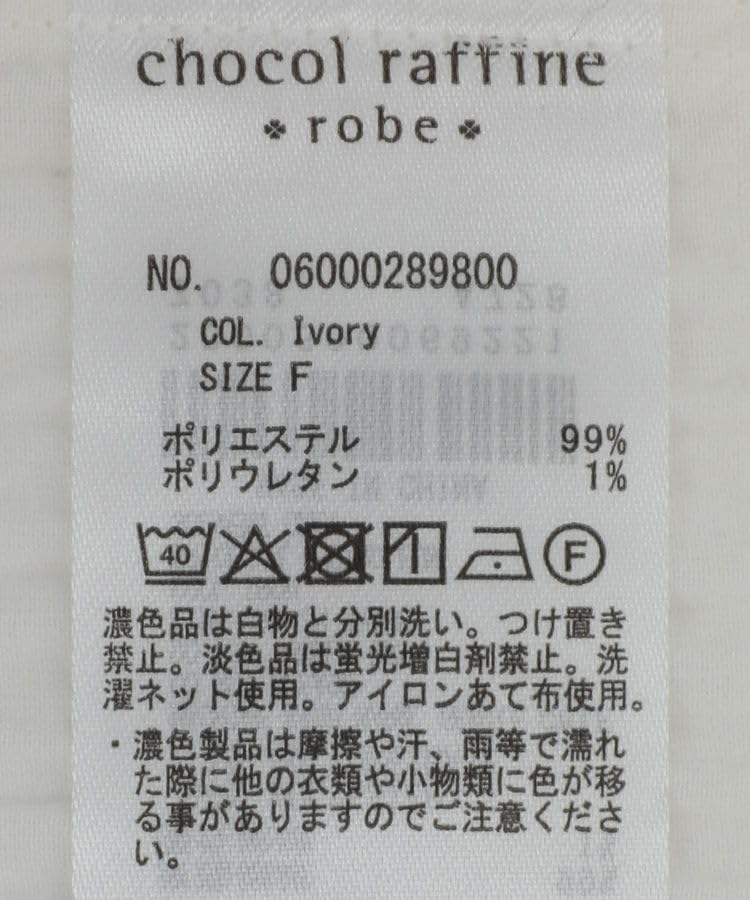 chocol raffine
robe
NO. 06000289800
COL. Ivory
SIZE F
ポリエステル 99%
ポリウレタン 1%
40 F
濃色品は白物と分別洗い。つけ置き
禁止。淡色品は蛍光増白剤禁止。洗
濯ネット使用。アイロンあて布使用。
・濃色製品は摩擦や汗、雨等で濡れ
た際に他の衣類や小物類に色が移
る事がありますのでご注意くださ
い。